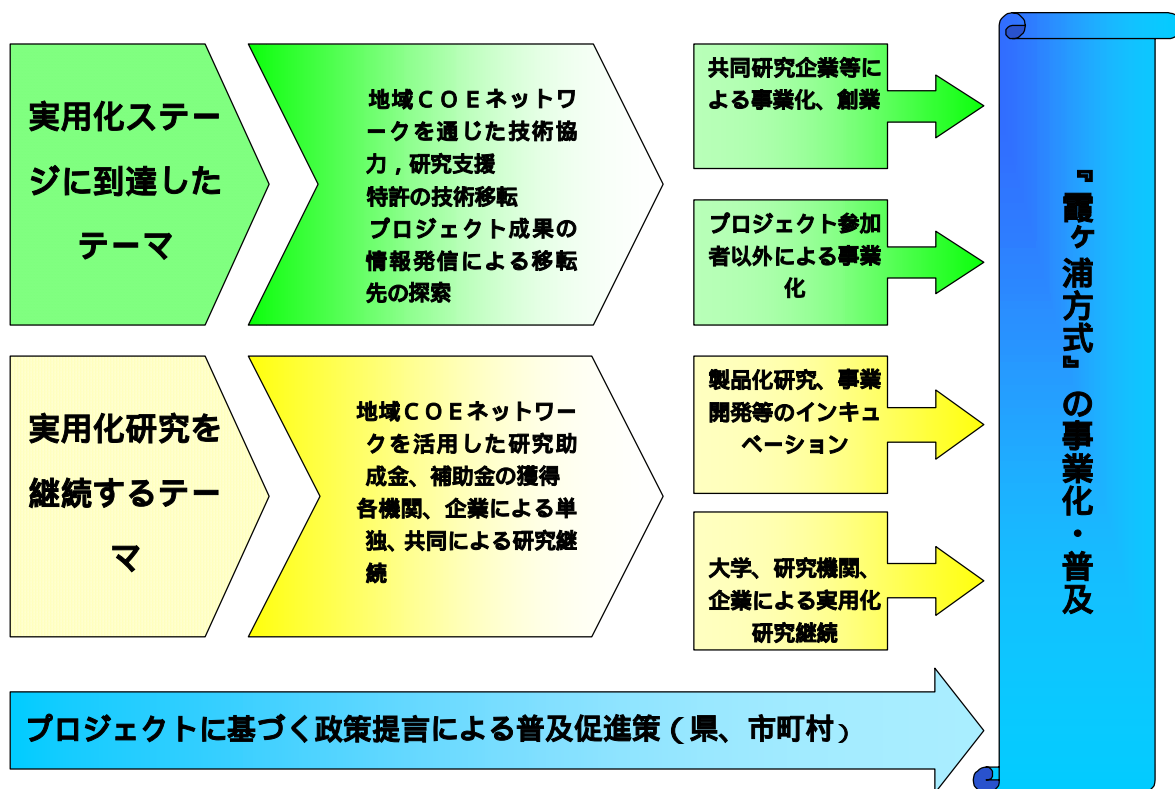 実用化ステー
ジに到達した
テーマ
地域ＣＯＥネットワ
ークを通じた技術協
力，研究支援
特許の技術移転
プロジェクト成果の
情報発信による移転
先の探索
共同研究企業等に
よる事業化、創業
プロジェクト参加
者以外による事業
化
実用化研究を
継続するテー
マ
地域ＣＯＥネットワー
クを活用した研究助
成金、補助金の獲得
各機関、企業による単
独、共同による研究継
続
製品化研究、事業
開発等のインキュ
ベーション
大学、研究機関、
企業による実用化
研究継続
プロジェクトに基づく政策提言による普及促進策（県、市町村）
『霞ヶ浦方式』の事業化・普及